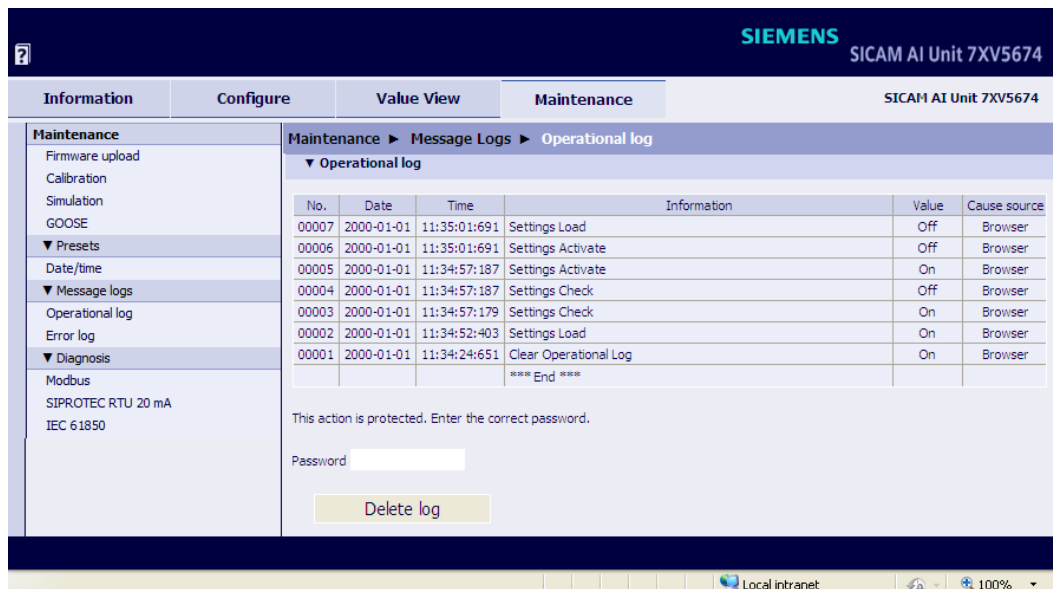 ?
SIEMENS
SICAM AI Unit 7XV5674
Information Configure Value View Maintenance SICAM AI Unit 7XV5674
Maintenance
Firmware upload
Calibration
Simulation
GOOSE
▼ Presets
Date/time
▼ Message logs
Operational log
Error log
▼ Diagnosis
Modbus
SIPROTEC RTU 20 mA
IEC 61850
Maintenance ► Message Logs ► Operational log
▼ Operational log
No. Date Time Information Value Cause source
00007 2000-01-01 11:35:01:691 Settings Load Off Browser
00006 2000-01-01 11:35:01:691 Settings Activate Off Browser
00005 2000-01-01 11:34:57:187 Settings Activate On Browser
00004 2000-01-01 11:34:57:187 Settings Check Off Browser
00003 2000-01-01 11:34:57:179 Settings Check On Browser
00002 2000-01-01 11:34:52:403 Settings Load On Browser
00001 2000-01-01 11:34:24:651 Clear Operational Log On Browser
*** End ***
This action is protected. Enter the correct password.
Password
Delete log
Local intranet 100%